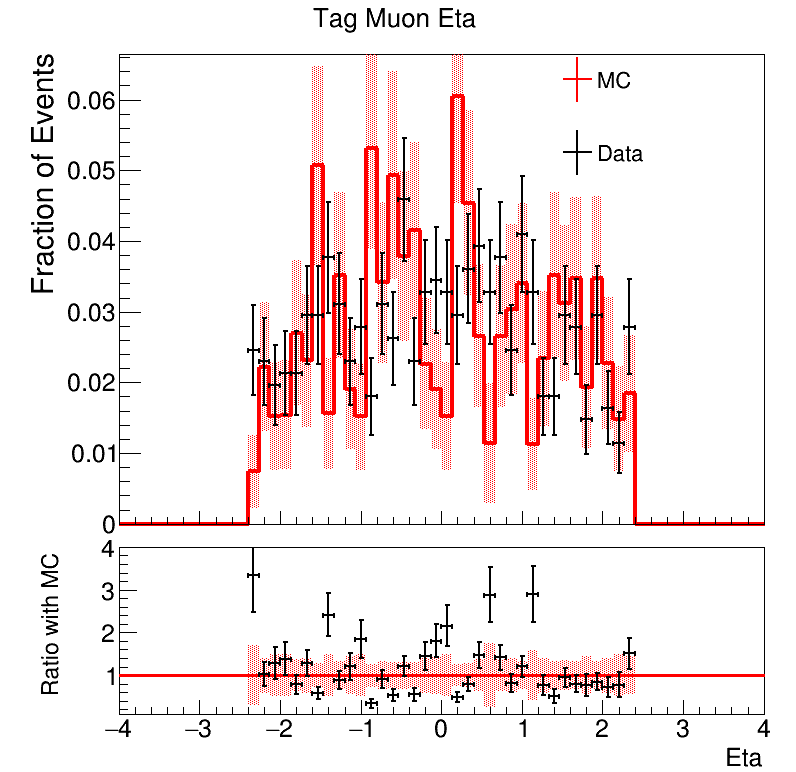 Tag Muon Eta
Fraction of Events
0.06
0.05
0.04
0.03
0.02
0.01
0
MC
Data
Ratio with MC
4
3
2
1
−4 −3 −2 −1 0 1 2 3 4
Eta